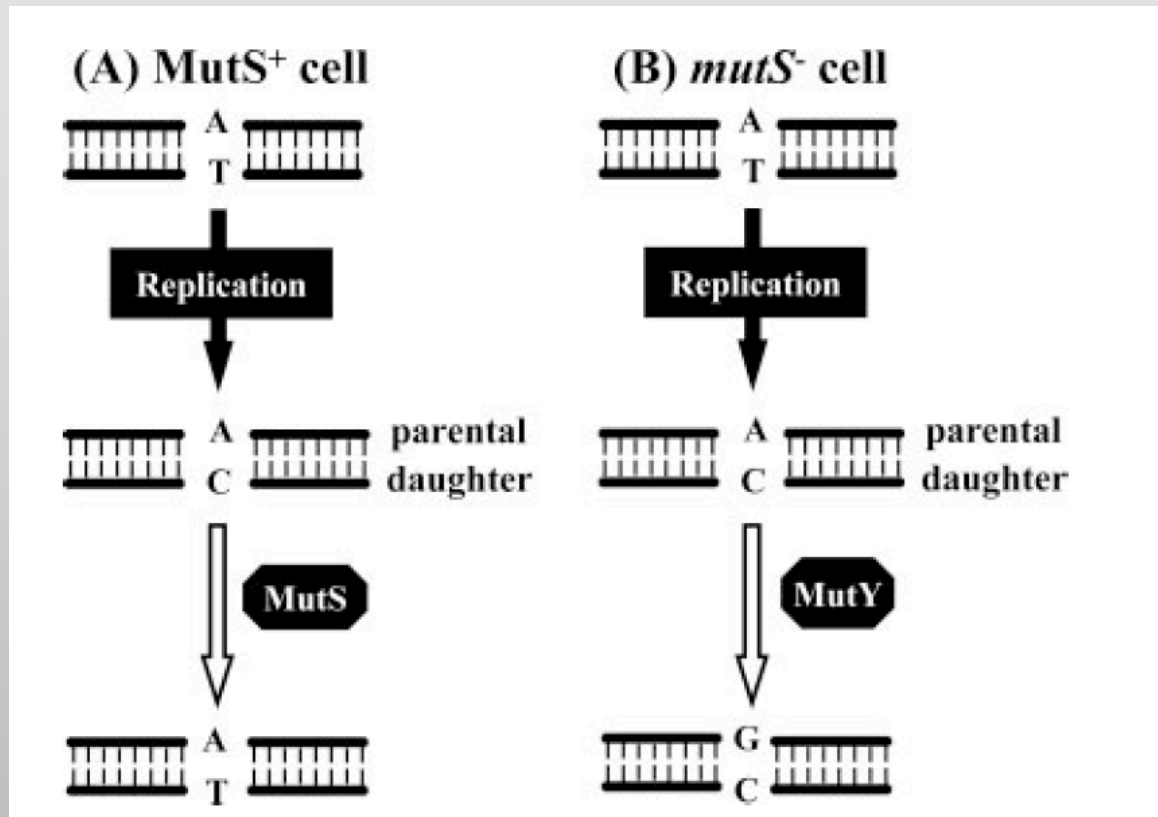 (A) MutS+ cell
A
T
Replication
A
C
parental
daughter
MutS
A
T
(B) mutS- cell
A
T
Replication
A
C
parental
daughter
MutY
G
C